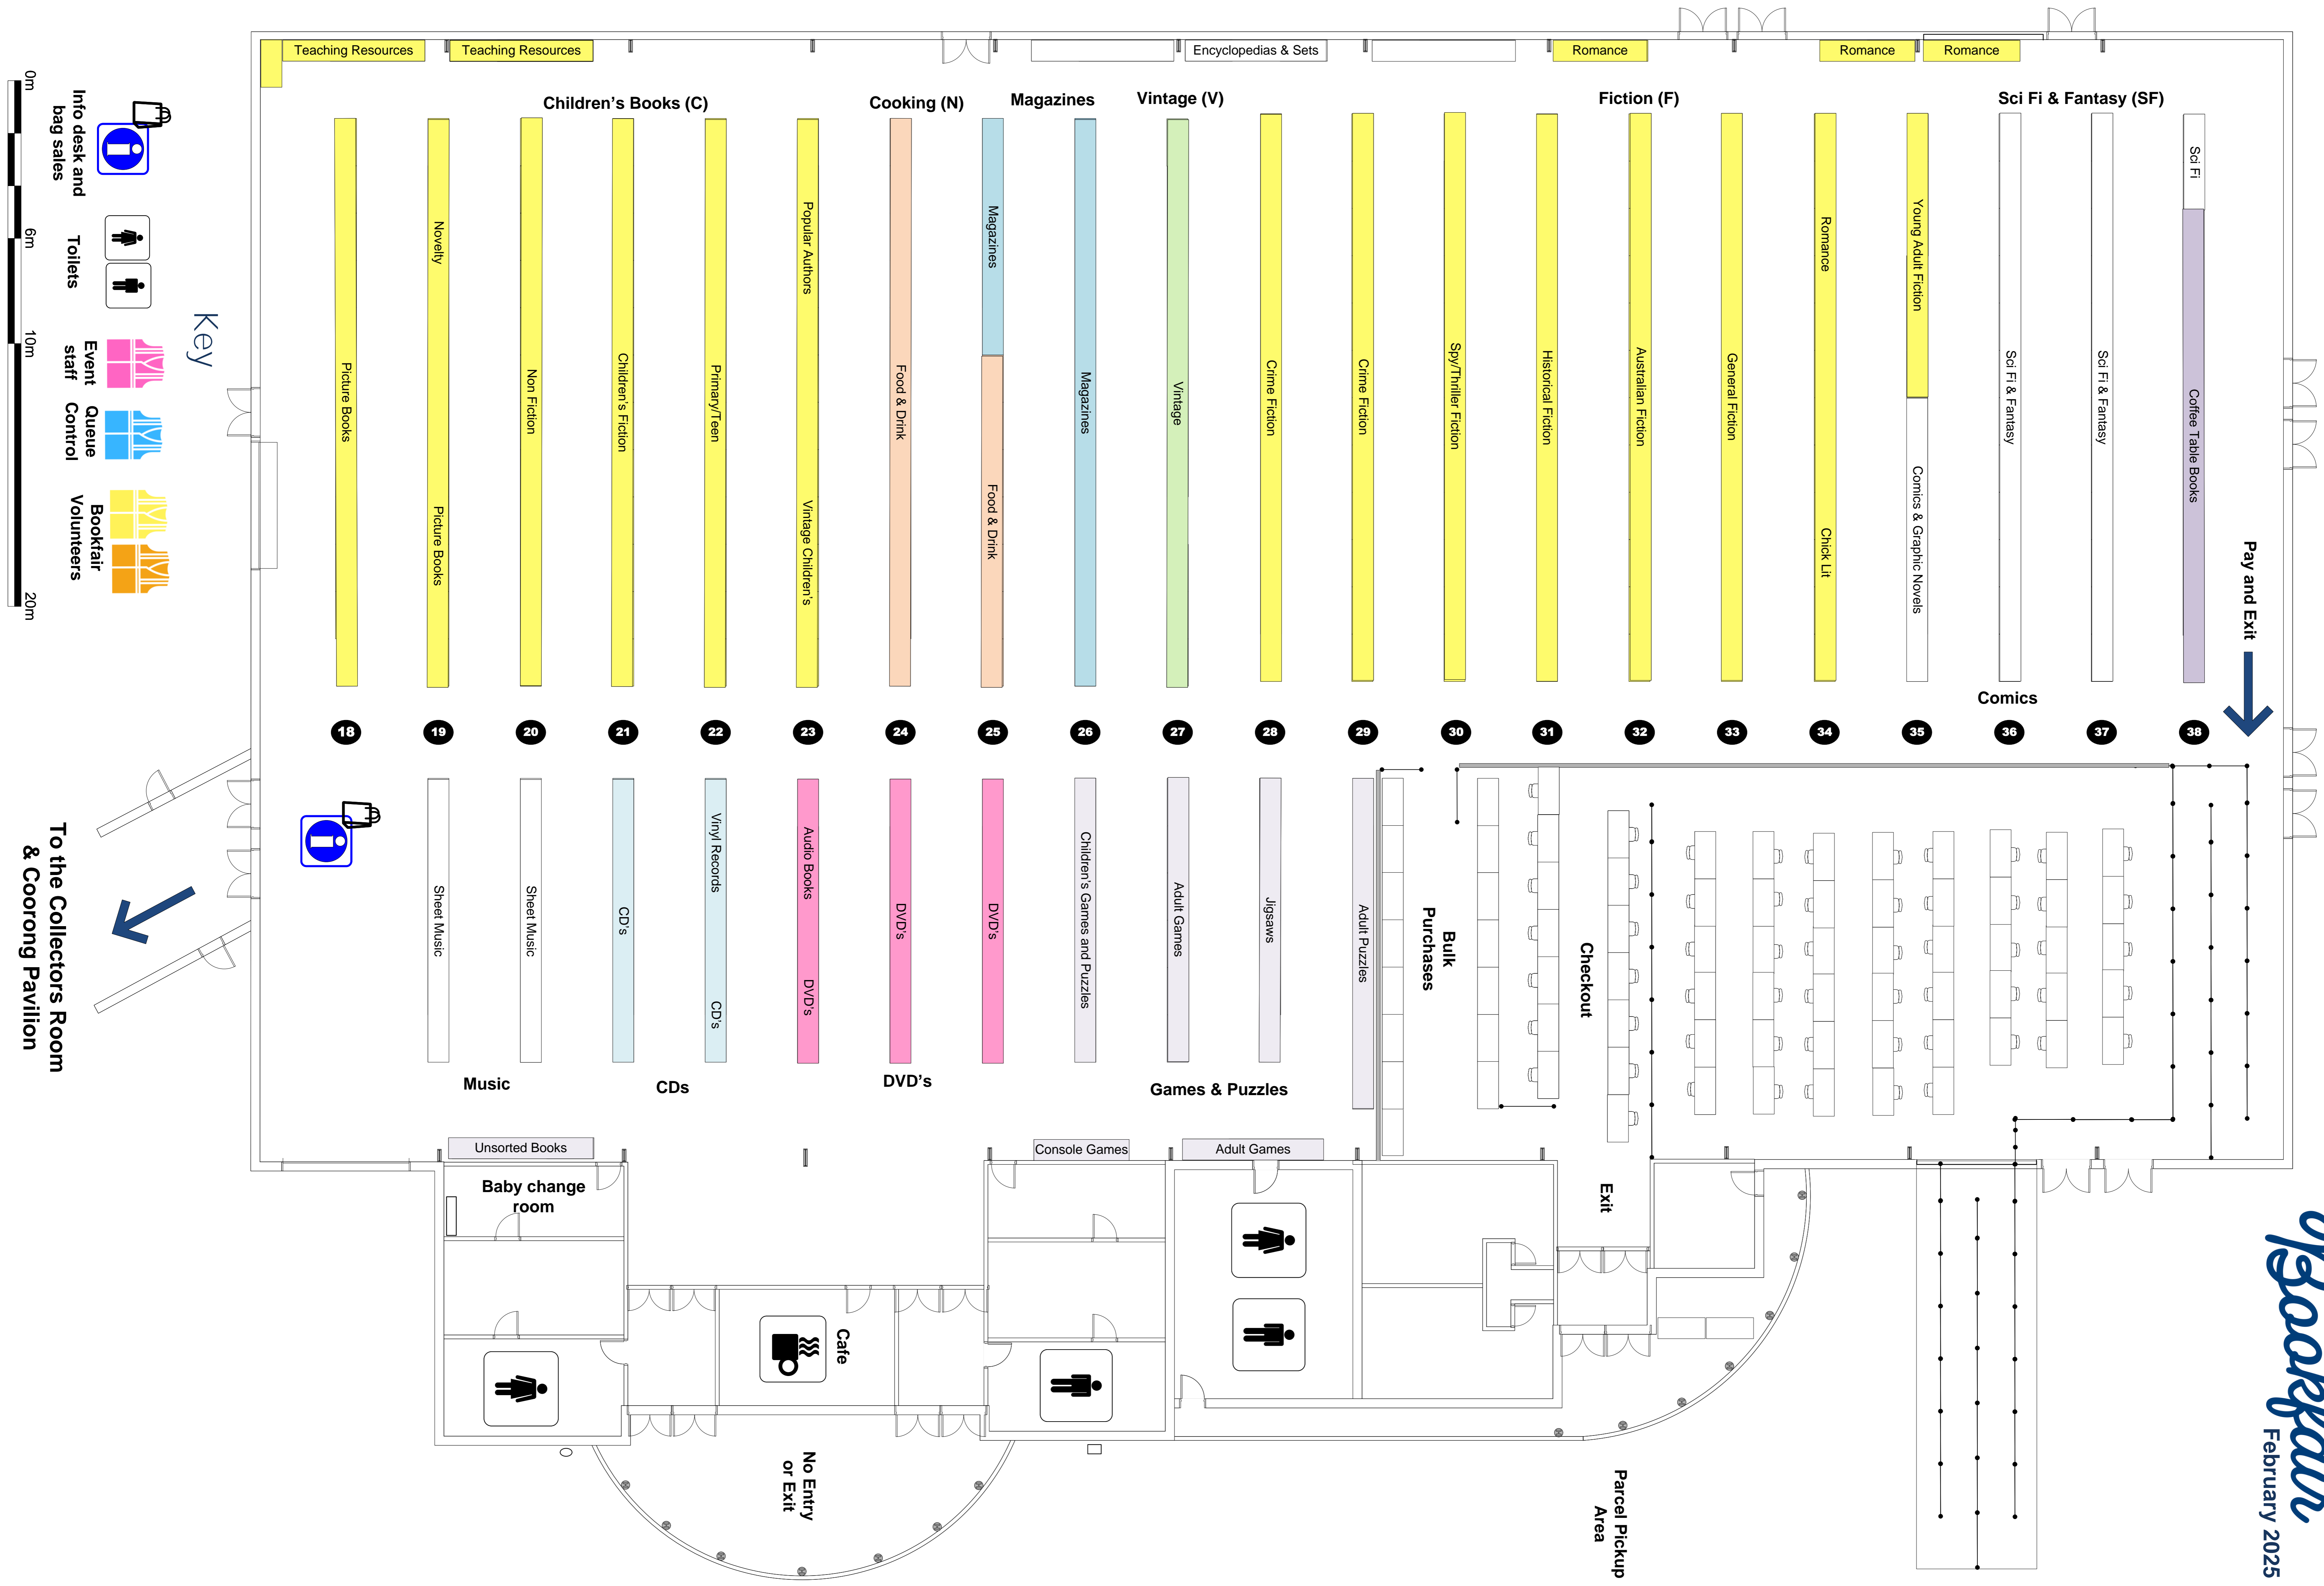 Teaching Resources
Teaching Resources
Encyclopedias & Sets
Romance
Romance
Romance
Children's Books (C)
Cooking (N)
Magazines
Vintage (V)
Fiction (F)
Sci Fi & Fantasy (SF)
Picture Books
Novelty
Picture Books
Non Fiction
Children's Fiction
Primary/Teen
Popular Authors
Vintage Children's
Food & Drink
Magazines
Food & Drink
Magazines
Vintage
Crime Fiction
Crime Fiction
Spy/Thriller Fiction
Historical Fiction
Australian Fiction
General Fiction
Romance
Chick Lit
Young Adult Fiction
Comics & Graphic Novels
Sci Fi & Fantasy
Sci Fi & Fantasy
Sci Fi
Coffee Table Books
Pay and Exit
Comics
18
19
20
21
22
23
24
25
26
27
28
29
30
31
32
33
34
35
36
37
38
Sheet Music
Sheet Music
CD's
Vinyl Records
CD's
Audio Books
DVD's
DVD's
DVD's
Children's Games and Puzzles
Adult Games
Jigsaws
Adult Puzzles
Bulk
Purchases
Checkout
Music
CDs
DVD's
Games & Puzzles
Unsorted Books
Console Games
Adult Games
Baby change
room
Cafe
Exit
No Entry
or Exit
Parcel Pickup
Area
To the Collectors Room
& Coorong Pavilion
Key
Info desk and
bag sales
Toilets
Event
staff
Queue
Control
Bookfair
Volunteers
0m
6m
10m
20m
Bookfair
February 2025